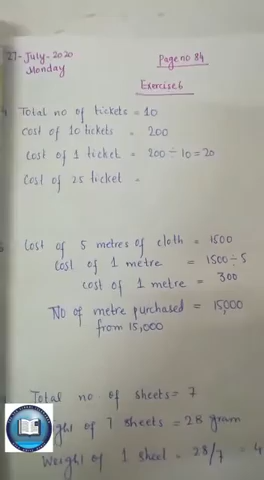 27-July-2020
Monday
Page no 84
Exercise 6
Total no of tickets = 10
Cost of 10 tickets = 200
Cost of 1 ticket = 200 ÷ 10 = 20
Cost of 25 ticket =
Cost of 5 metres of cloth = 1500
Cost of 1 metre = 1500 ÷ 5
Cost of 1 metre = 300
No of metre purchased = 15,000
from 15,000
Total no. of sheets = 7
ght of 7 sheets = 28 gram
Weight of 1 sheet = 28/7 = 4